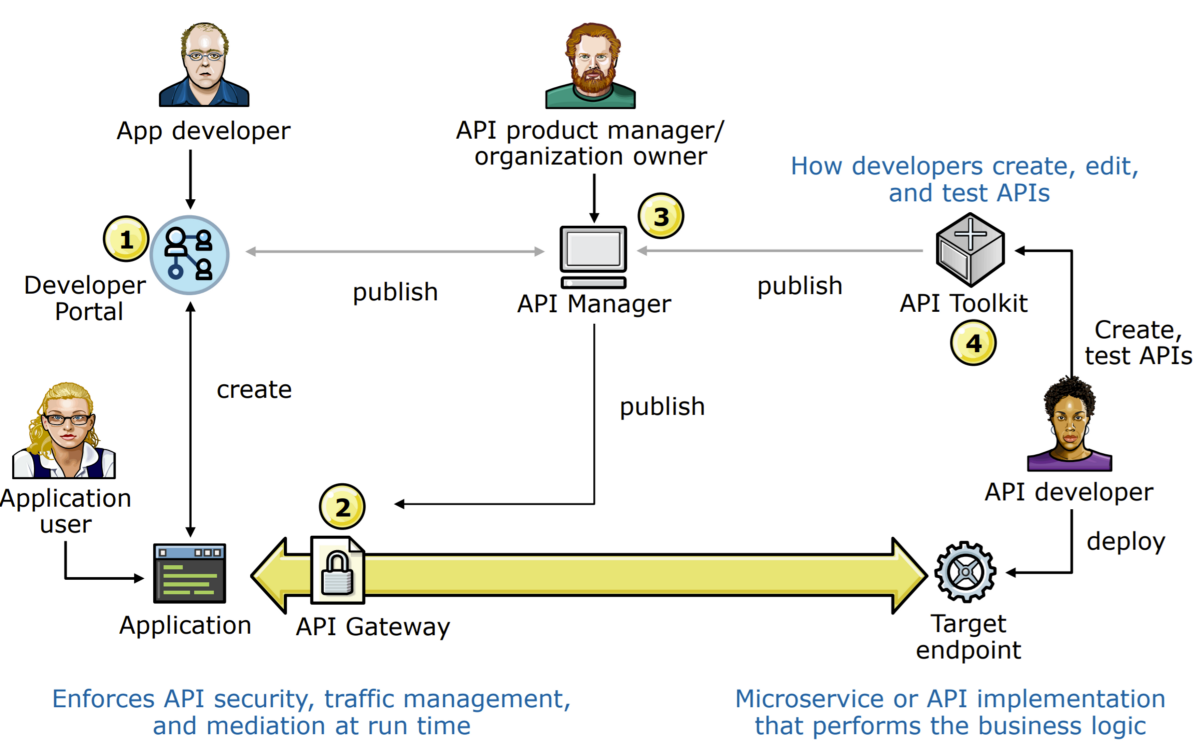 App developer
API product manager/
organization owner
How developers create, edit,
and test APIs
1
3
Developer
Portal
publish
API Manager
publish
API Toolkit
4
Create,
test APIs
create
publish
Application
user
2
API developer
deploy
Application
API Gateway
Target
endpoint
Enforces API security, traffic management,
and mediation at run time
Microservice or API implementation
that performs the business logic